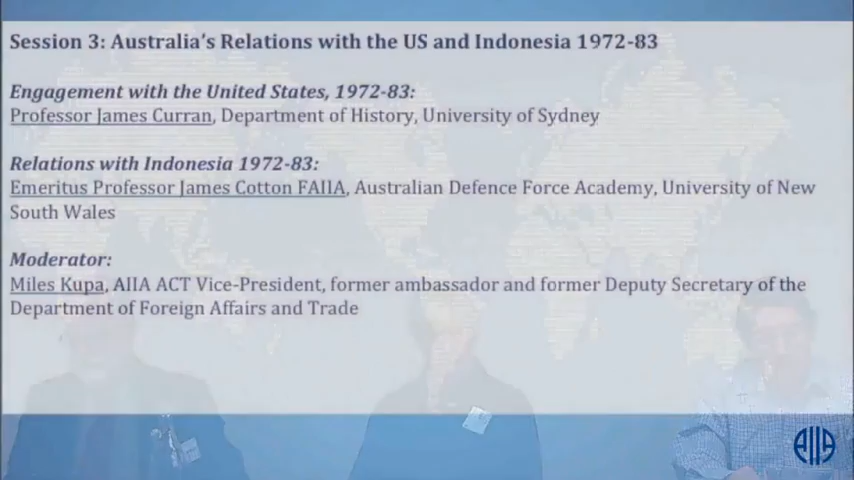 Session 3: Australia's Relations with the US and Indonesia 1972-83
Engagement with the United States, 1972-83:
Professor James Curran, Department of History, University of Sydney
Relations with Indonesia 1972-83:
Emeritus Professor James Cotton FAIIA, Australian Defence Force Academy, University of New
South Wales
Moderator:
Miles Kupa, AIIA ACT Vice-President, former ambassador and former Deputy Secretary of the
Department of Foreign Affairs and Trade
AIIA